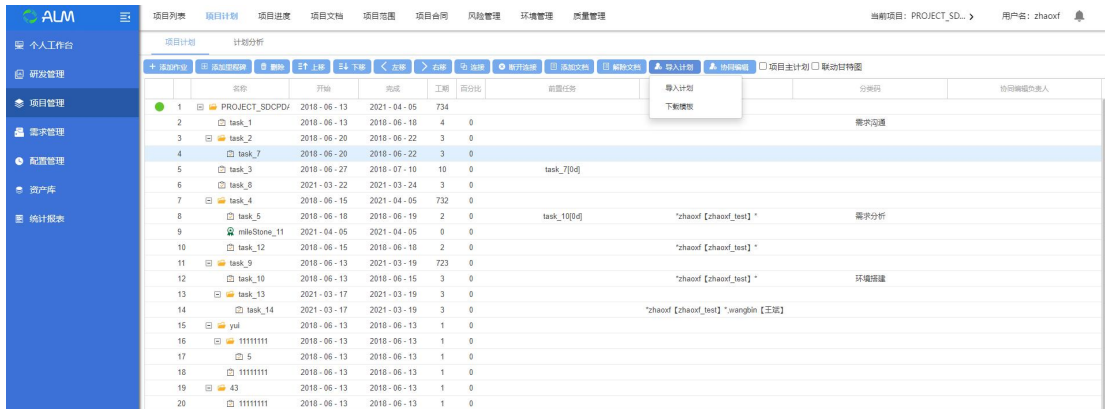 ALM 项目列表 项目计划 项目进度 项目文档 项目范围 项目合同 风险管理 环境管理 质量管理 当前项目: PROJECT_SD... 用户名: zhaoxf
个人工作台
研发管理
项目管理
需求管理
配置管理
资产库
统计报表
项目计划 计划分析
+ 添加作业 添加里程碑 删除 上移 下移 左移 右移 连接 断开连接 添加文档 解除文档 导入计划 协同编辑 项目主计划 联动甘特图
导入计划
下载模板
名称 开始 完成 工期 百分比 前置任务 分类码 协同编辑负责人
1 PROJECT_SDCPD 2018 - 06 - 13 2021 - 04 - 05 734
2 task_1 2018 - 06 - 13 2018 - 06 - 18 4 0 需求沟通
3 task_2 2018 - 06 - 20 2018 - 06 - 22 3 0
4 task_7 2018 - 06 - 20 2018 - 06 - 22 3 0
5 task_3 2018 - 06 - 27 2018 - 07 - 10 10 0 task_7[0d]
6 task_8 2021 - 03 - 22 2021 - 03 - 24 3 0
7 task_4 2018 - 06 - 15 2021 - 04 - 05 732 0
8 task_5 2018 - 06 - 18 2018 - 06 - 19 2 0 task_10[0d] "zhaoxf【zhaoxf_test】" 需求分析
9 mileStone_11 2021 - 04 - 05 2021 - 04 - 05 0 0
10 task_12 2018 - 06 - 15 2018 - 06 - 18 2 0 "zhaoxf【zhaoxf_test】"
11 task_9 2018 - 06 - 13 2021 - 03 - 19 723 0
12 task_10 2018 - 06 - 13 2018 - 06 - 15 3 0 "zhaoxf【zhaoxf_test】" 环境搭建
13 task_13 2021 - 03 - 17 2021 - 03 - 19 3 0
14 task_14 2021 - 03 - 17 2021 - 03 - 19 3 0 "zhaoxf【zhaoxf_test】",wangbin【王斌】
15 yui 2018 - 06 - 13 2018 - 06 - 13 1 0
16 11111111 2018 - 06 - 13 2018 - 06 - 13 1 0
17 5 2018 - 06 - 13 2018 - 06 - 13 1 0
18 11111111 2018 - 06 - 13 2018 - 06 - 13 1 0
19 43 2018 - 06 - 13 2018 - 06 - 13 1 0
20 11111111 2018 - 06 - 13 2018 - 06 - 13 1 0